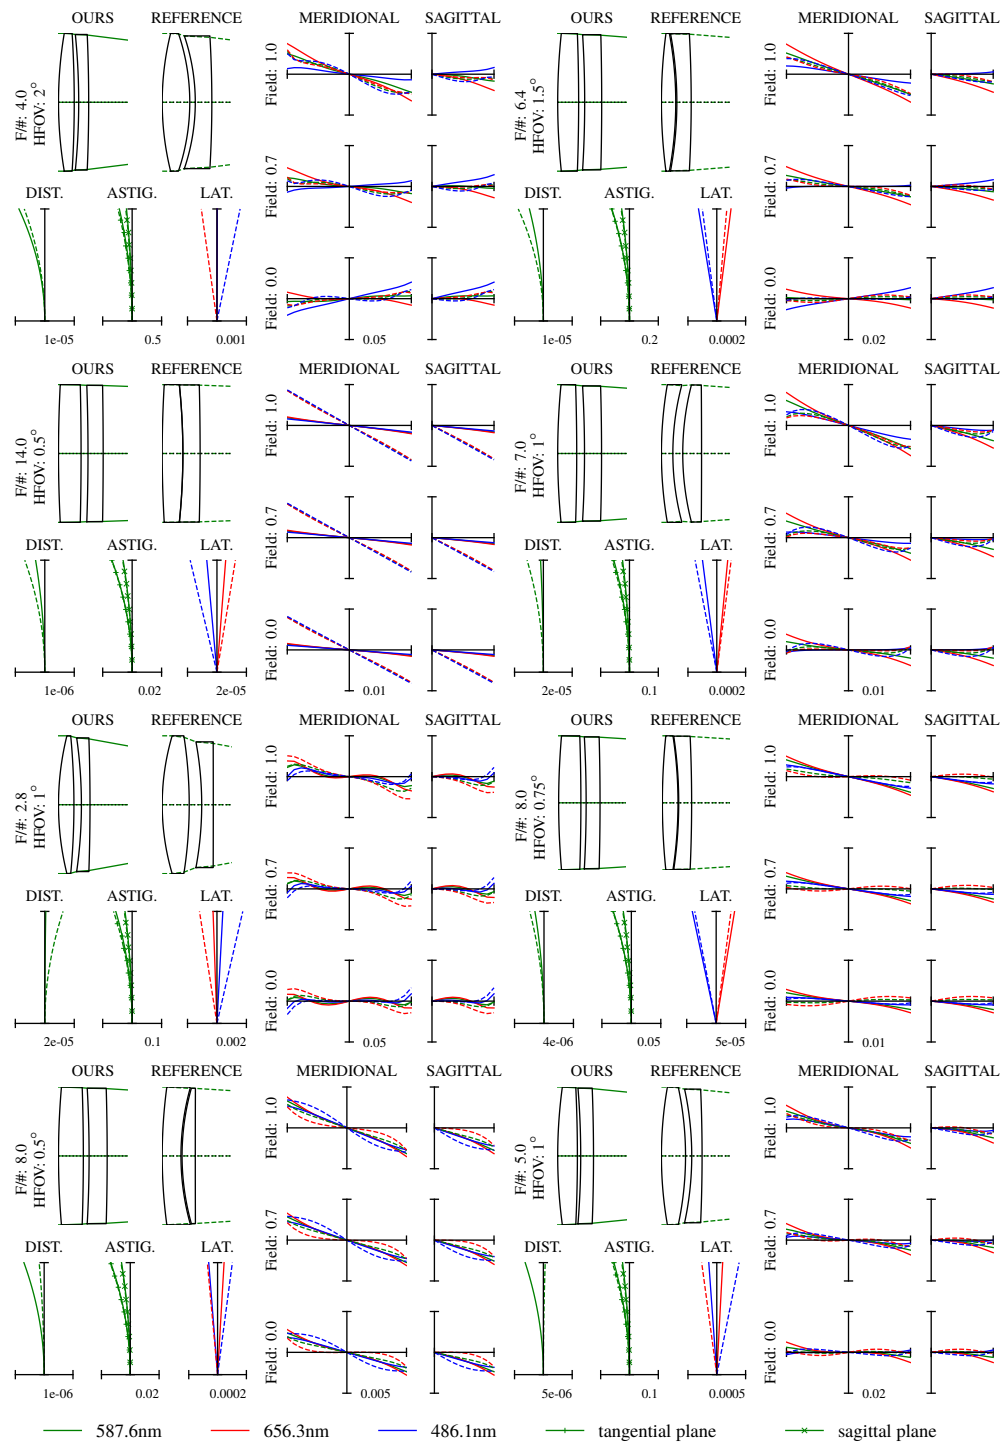 OURS REFERENCE MERIDIONAL SAGITTAL
F/#: 4.0
HFOV: 2°
Field: 1.0
Field: 0.7
Field: 0.0
DIST. ASTIG. LAT.
1e-05 0.5 0.001 0.05
OURS REFERENCE MERIDIONAL SAGITTAL
F/#: 6.4
HFOV: 1.5°
Field: 1.0
Field: 0.7
Field: 0.0
DIST. ASTIG. LAT.
1e-05 0.2 0.0002 0.02
OURS REFERENCE MERIDIONAL SAGITTAL
F/#: 14.0
HFOV: 0.5°
Field: 1.0
Field: 0.7
Field: 0.0
DIST. ASTIG. LAT.
1e-06 0.02 2e-05 0.01
OURS REFERENCE MERIDIONAL SAGITTAL
F/#: 7.0
HFOV: 1°
Field: 1.0
Field: 0.7
Field: 0.0
DIST. ASTIG. LAT.
2e-05 0.1 0.0002 0.01
OURS REFERENCE MERIDIONAL SAGITTAL
F/#: 2.8
HFOV: 1°
Field: 1.0
Field: 0.7
Field: 0.0
DIST. ASTIG. LAT.
2e-05 0.1 0.002 0.05
OURS REFERENCE MERIDIONAL SAGITTAL
F/#: 8.0
HFOV: 0.75°
Field: 1.0
Field: 0.7
Field: 0.0
DIST. ASTIG. LAT.
4e-06 0.05 5e-05 0.01
OURS REFERENCE MERIDIONAL SAGITTAL
F/#: 8.0
HFOV: 0.5°
Field: 1.0
Field: 0.7
Field: 0.0
DIST. ASTIG. LAT.
1e-06 0.02 0.0002 0.005
OURS REFERENCE MERIDIONAL SAGITTAL
F/#: 5.0
HFOV: 1°
Field: 1.0
Field: 0.7
Field: 0.0
DIST. ASTIG. LAT.
5e-06 0.1 0.0005 0.02
587.6nm 656.3nm 486.1nm tangential plane sagittal plane